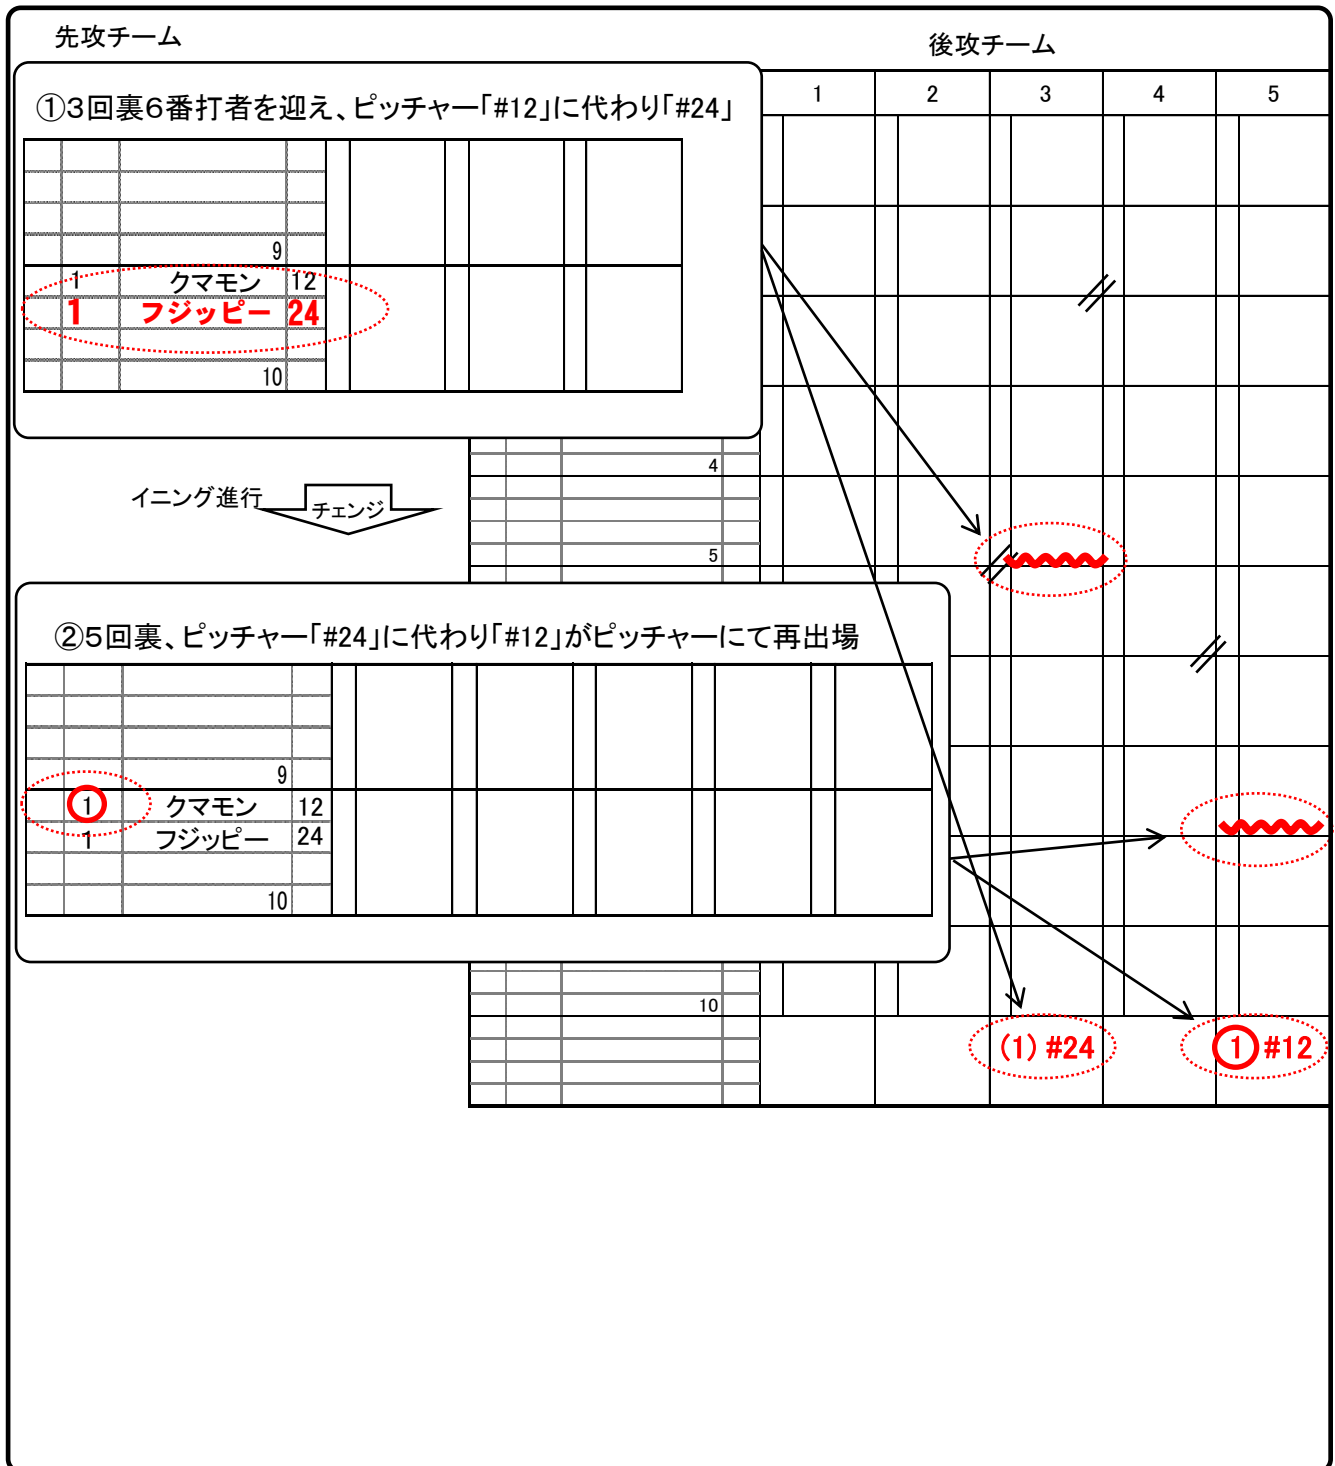 先攻チーム
後攻チーム
①3回裏6番打者を迎え、ピッチャー「#12」に代わり「#24」
1 2 3 4 5
9
1 クマモン 12
1 フジッピー 24
10
4
イニング進行 チェンジ
5
②5回裏、ピッチャー「#24」に代わり「#12」がピッチャーにて再出場
9
1 クマモン 12
1 フジッピー 24
10
10
(1) #24
1 #12